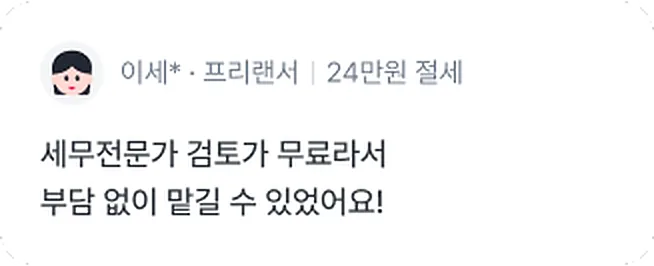 이세* · 프리랜서 | 24만원 절세
세무전문가 검토가 무료라서
부담 없이 맡길 수 있었어요!